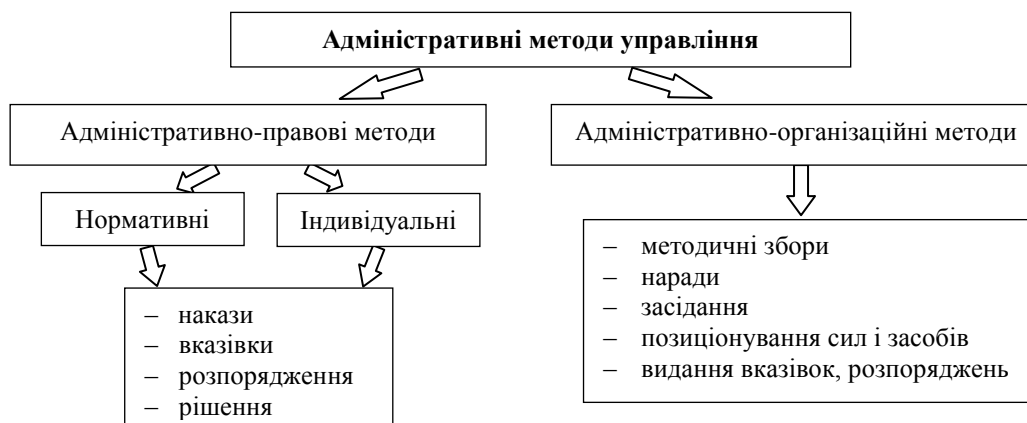 Адміністративні методи управління
Адміністративно-правові методи
Адміністративно-організаційні методи
Нормативні
Індивідуальні
– накази
– вказівки
– розпорядження
– рішення
– методичні збори
– наради
– засідання
– позиціонування сил і засобів
– видання вказівок, розпоряджень